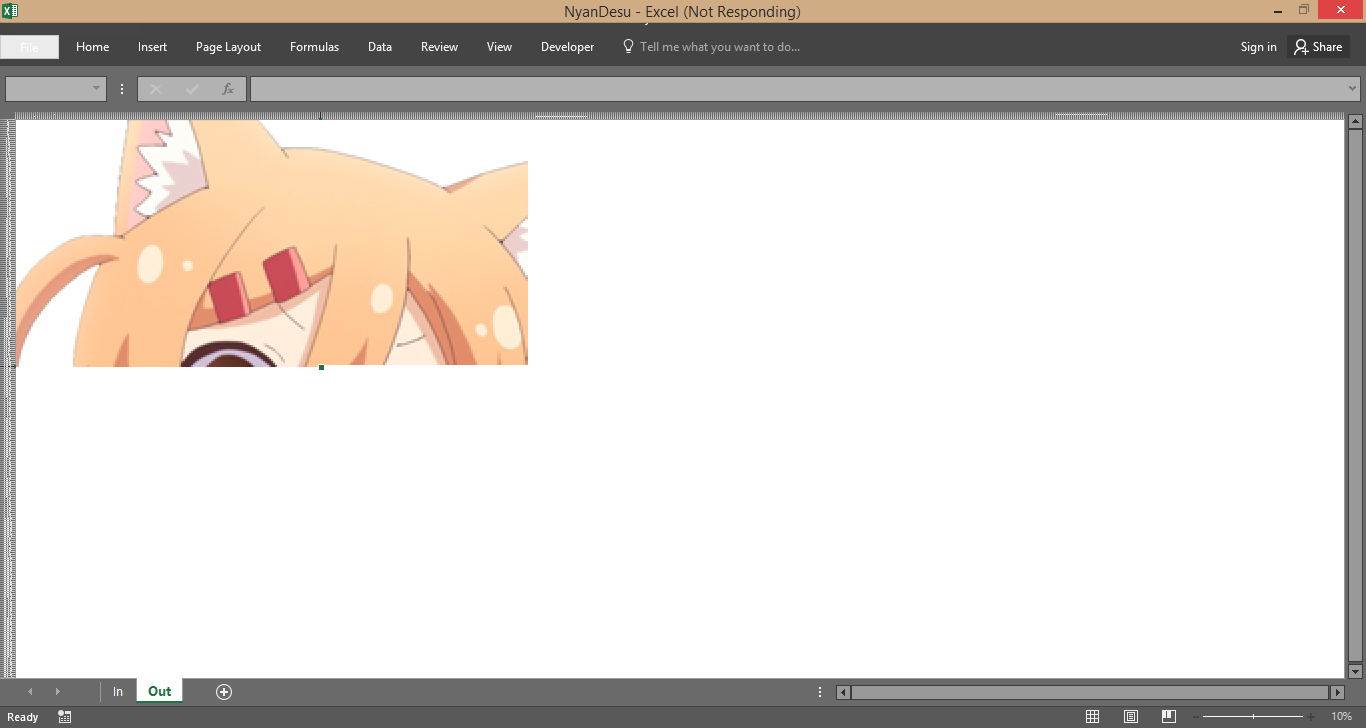 NyanDesu - Excel (Not Responding)
File Home Insert Page Layout Formulas Data Review View Developer Tell me what you want to do... Sign in Share
fx
In Out
Ready 10%